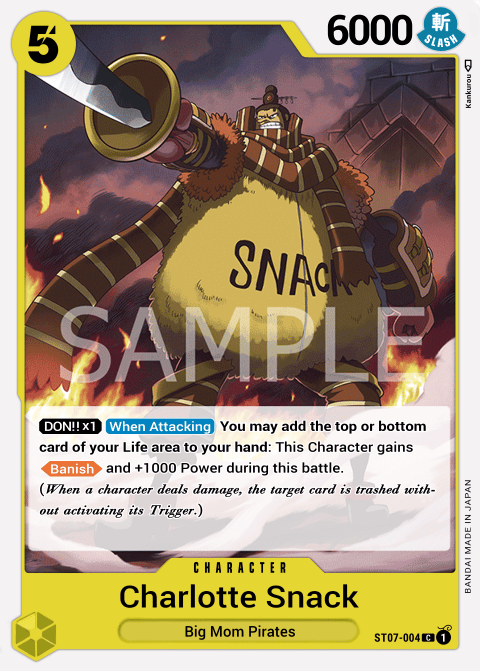 5
6000
斬
SLASH
Kankurou
SNACK
SAMPLE
DON!! x1 When Attacking You may add the top or bottom
card of your Life area to your hand: This Character gains
Banish and +1000 Power during this battle.
(When a character deals damage, the target card is trashed with-
out activating its Trigger.)
BANDAI MADE IN JAPAN
CHARACTER
Charlotte Snack
Big Mom Pirates
ST07-004 C 1